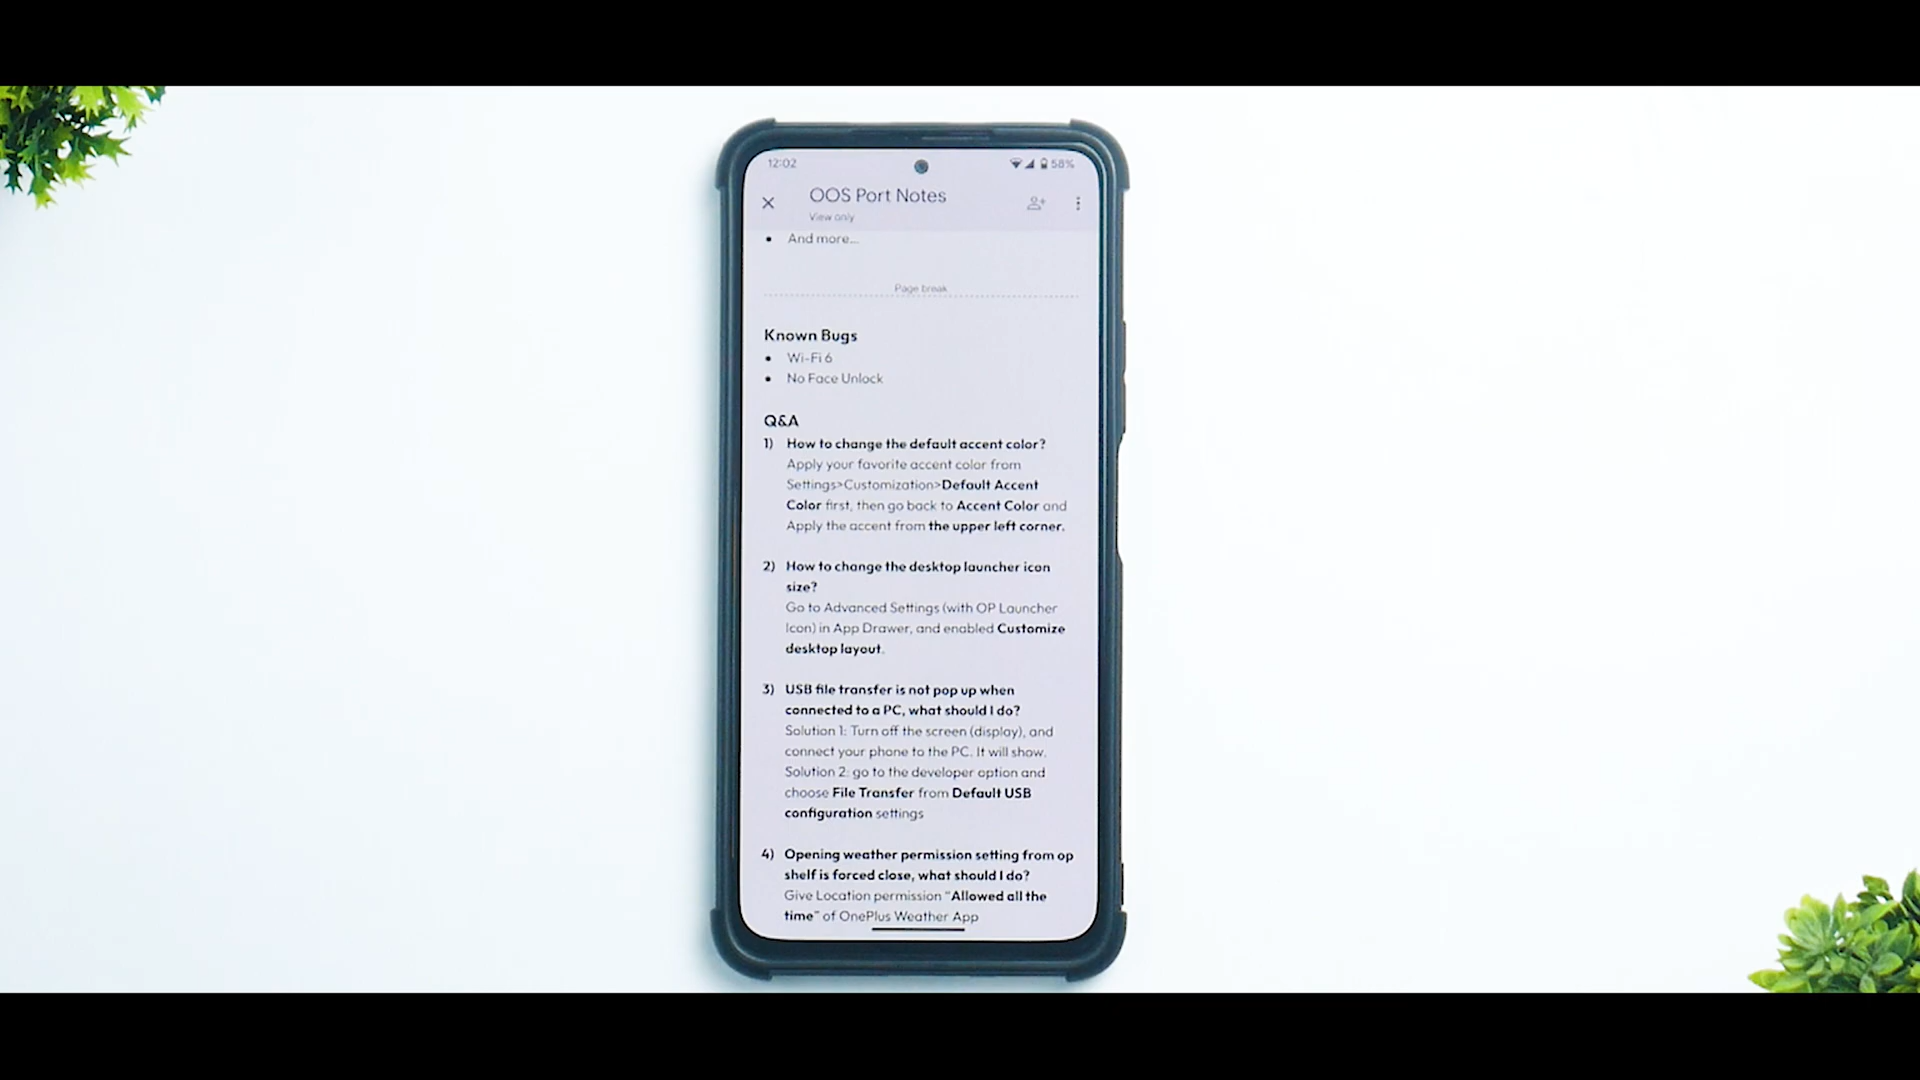 12:02
58%
OOS Port Notes
View only
• And more...
Page break
Known Bugs
• Wi-Fi 6
• No Face Unlock
Q&A
1) How to change the default accent color?
Apply your favorite accent color from
Settings>Customization>Default Accent
Color first, then go back to Accent Color and
Apply the accent from the upper left corner.
2) How to change the desktop launcher icon
size?
Go to Advanced Settings (with OP Launcher
Icon) in App Drawer, and enabled Customize
desktop layout.
3) USB file transfer is not pop up when
connected to a PC, what should I do?
Solution 1: Turn off the screen (display), and
connect your phone to the PC. It will show.
Solution 2: go to the developer option and
choose File Transfer from Default USB
configuration settings
4) Opening weather permission setting from op
shelf is forced close, what should I do?
Give Location permission "Allowed all the
time" of OnePlus Weather App